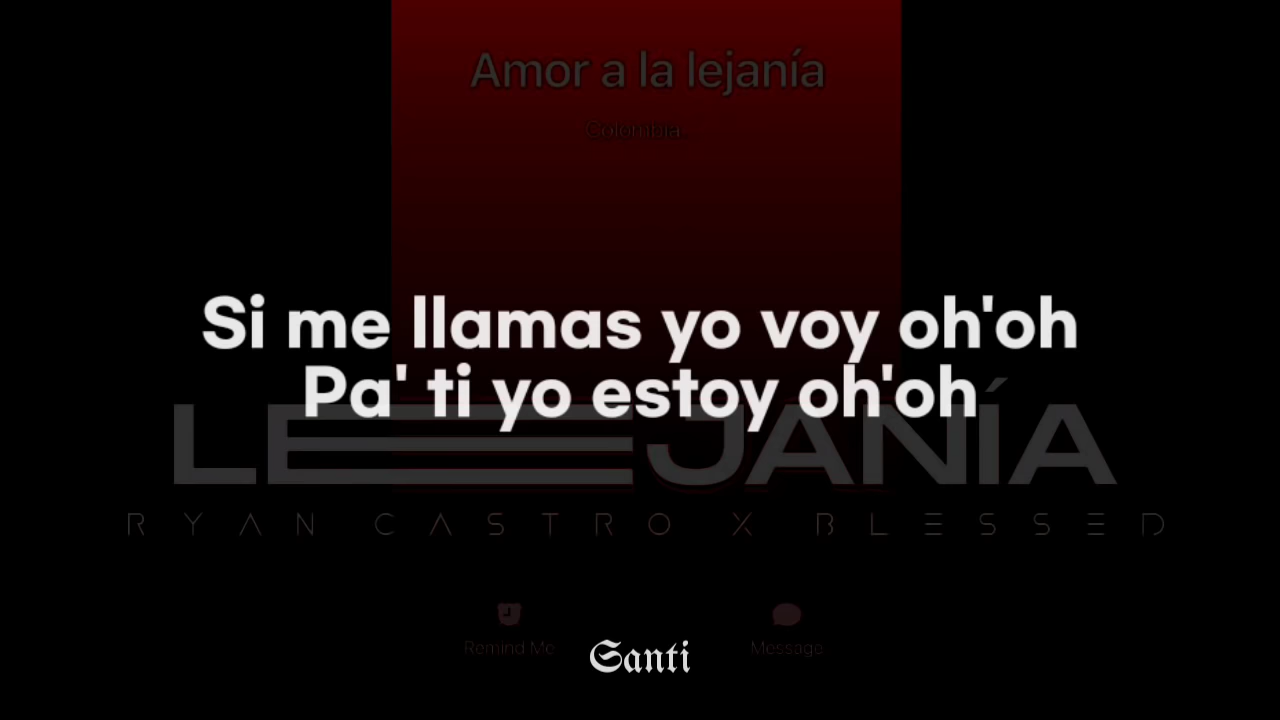 Amor a la lejanía
Colombia
Si me llamas yo voy oh'oh
Pa' ti yo estoy oh'oh
LEJANÍA
RYAN CASTRO X BLESSED
Remind Me
Message
Santi